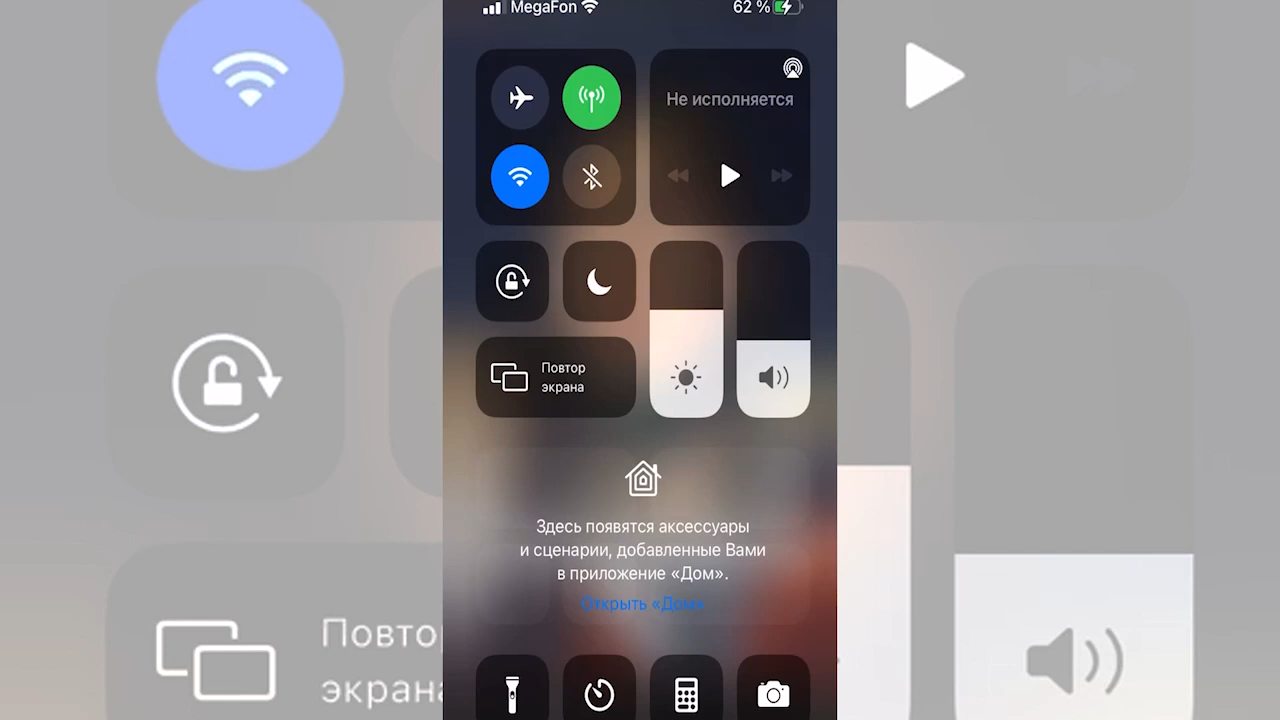 MegaFon 62 %
Не исполняется
Повтор
экрана
Здесь появятся аксессуары
и сценарии, добавленные Вами
в приложение «Дом».
Открыть «Дом»
Повтор
экрана